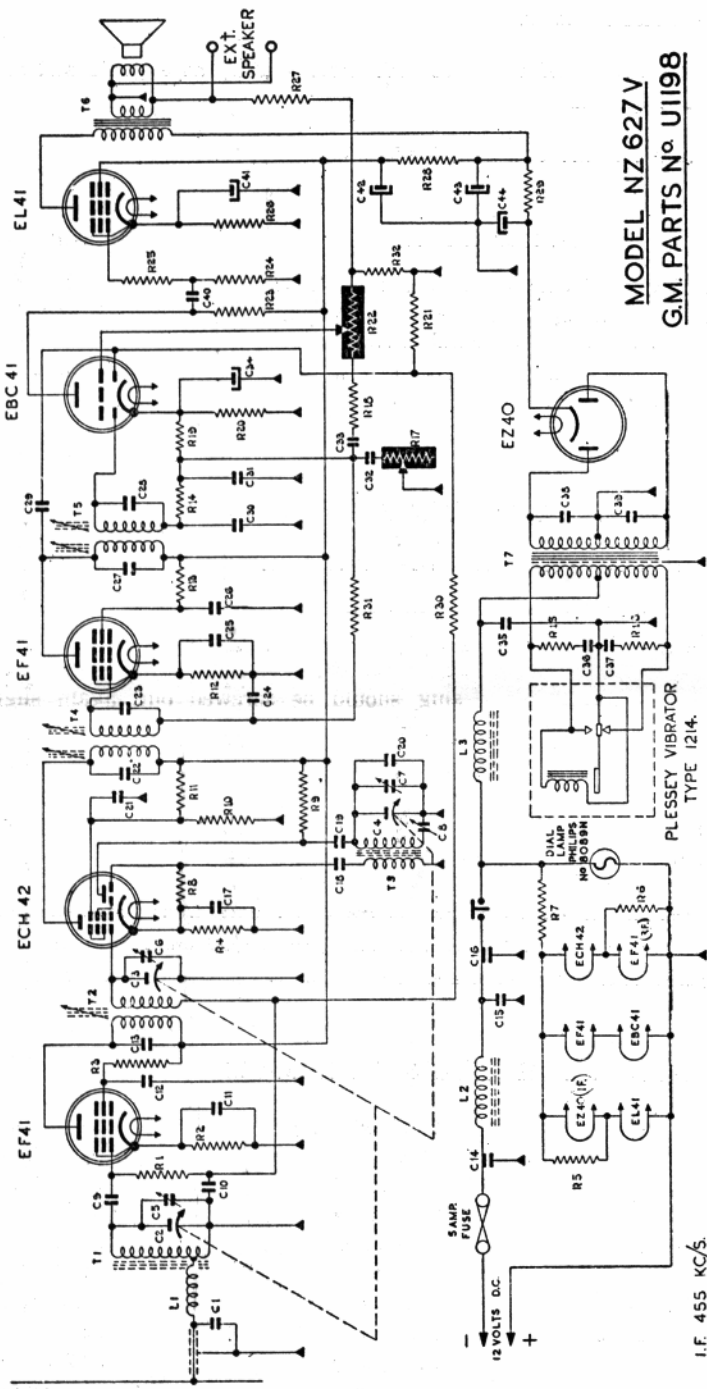 EF41
ECH 42
EF41
EBC 41
EL41
T1
L1
C1
C2
C5
C9
C10
R1
R2
C11
C12
R3
C13
T2
C3
C6
R4
C17
R8
C18
C19
T3
C4
C7
C20
C8
R9
R10
R11
C21
C22
T4
C23
C24
R12
C25
C26
R13
C27
C28
T5
C29
C30
C31
R14
R19
R20
C34
C32
C33
R17
R18
R22
R21
R32
R30
R31
R23
R24
C40
R25
R26
C41
T6
EXT.
SPEAKER
R27
C42
R28
C43
C44
R29
EZ40
T7
C38
C39
C35
R15
C36
C37
R16
PLESSEY VIBRATOR
TYPE 1214.
L3
DIAL
LAMP
PHILIPS
No 8089N
R7
R6
ECH42
EF41
(R.F.)
EF41
(I.F.)
EBC41
EZ40
EL41
R5
C16
C15
L2
C14
5 AMP.
FUSE
-
12 VOLTS D.C.
+
I.F. 455 KC/S.
MODEL NZ 627 V
G.M. PARTS No U1198